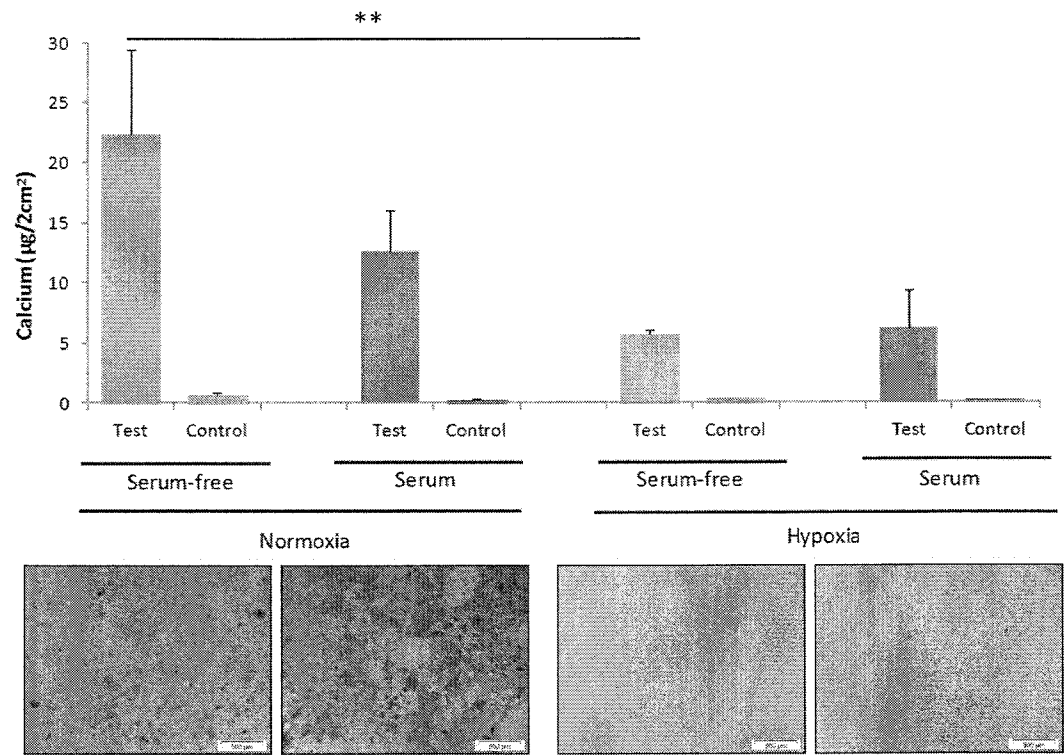 **
30
25
20
15
10
5
0
Calcium (µg/2cm²)
Test Control Test Control Test Control Test Control
Serum-free Serum Serum-free Serum
Normoxia Hypoxia